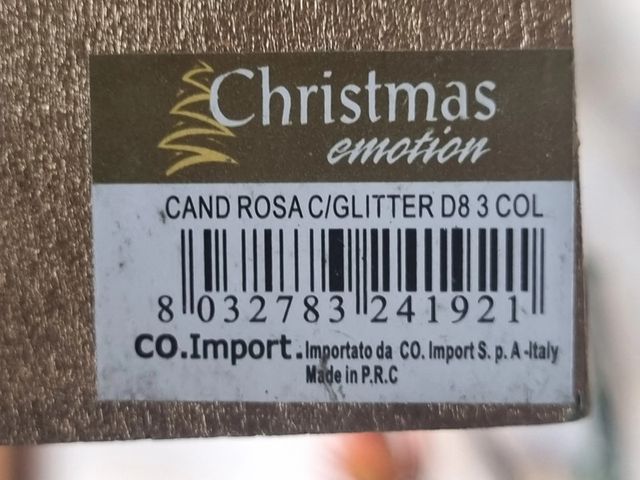 Christmas
emotion
CAND ROSA C/GLITTER D8 3 COL
8 032783 241921
CO.Import. Importato da CO. Import S. p. A -Italy
Made in P.R.C